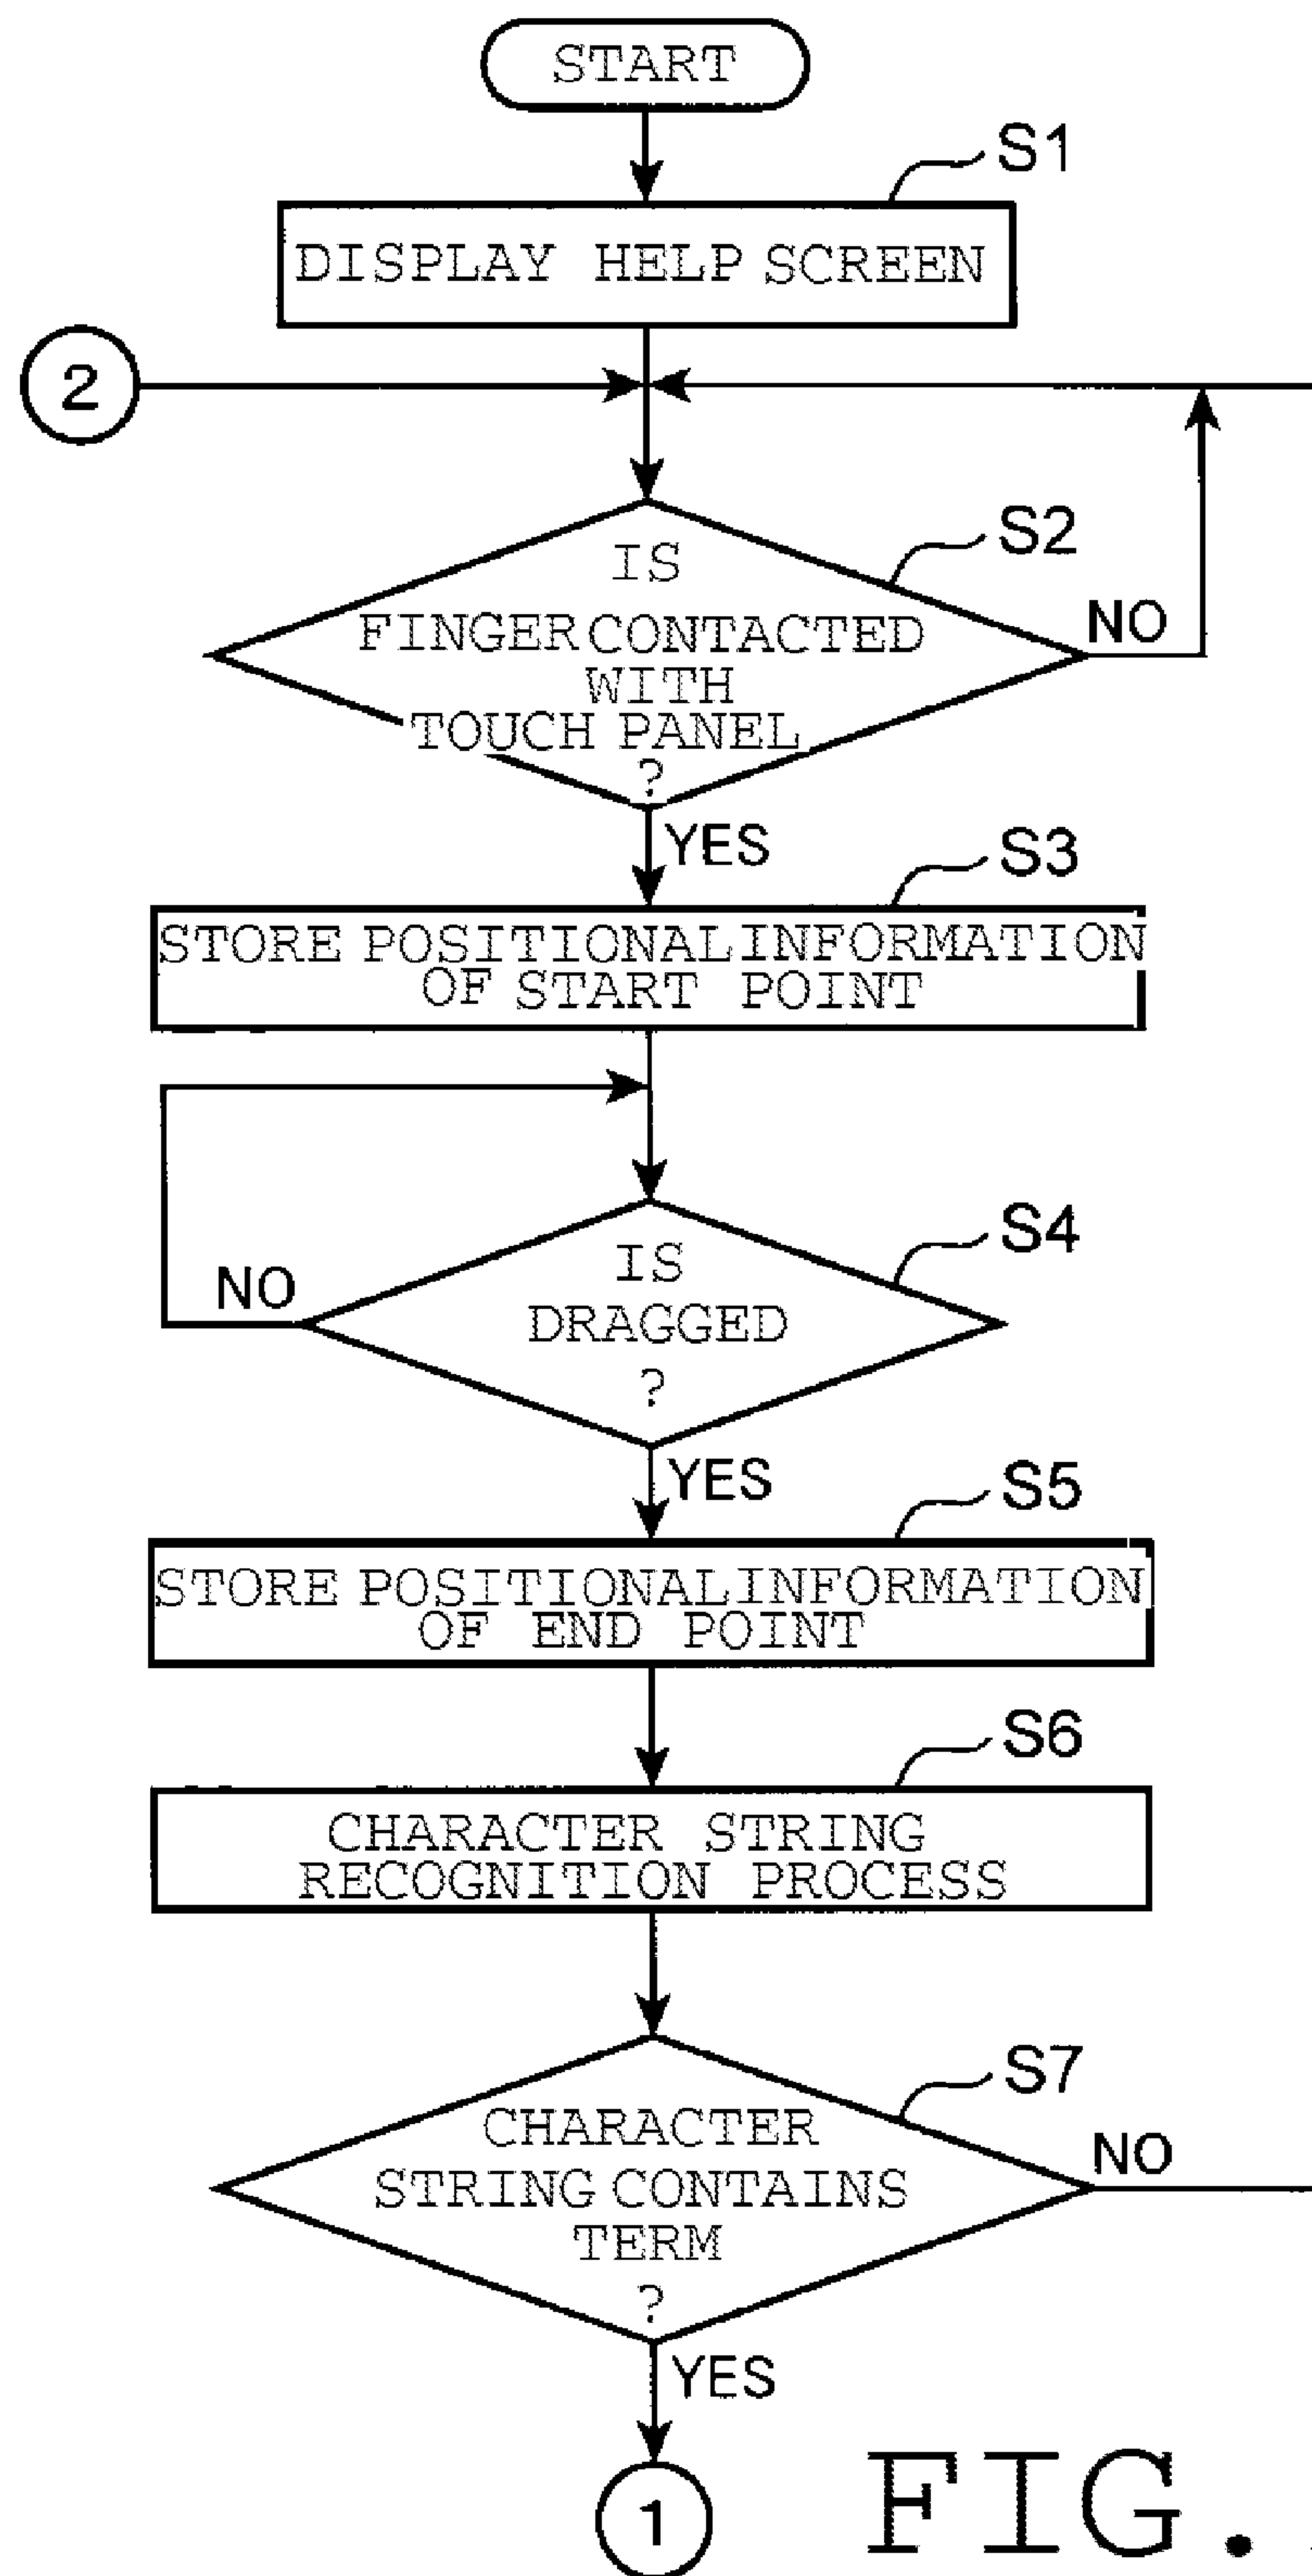 START
S1
DISPLAY HELP SCREEN
2
S2
IS
FINGER CONTACTED
WITH
TOUCH PANEL
?
NO
YES
S3
STORE POSITIONAL INFORMATION
OF START POINT
S4
IS
DRAGGED
?
NO
YES
S5
STORE POSITIONAL INFORMATION
OF END POINT
S6
CHARACTER STRING
RECOGNITION PROCESS
S7
CHARACTER
STRING CONTAINS
TERM
?
NO
YES
1
FIG.